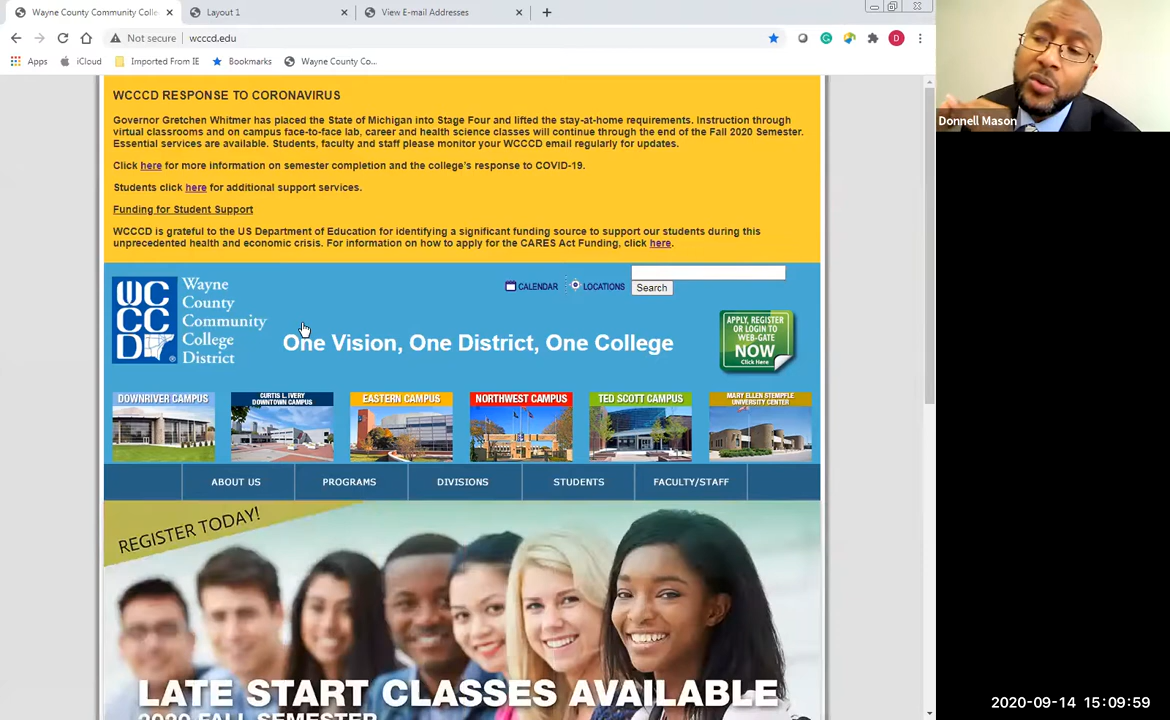 Wayne County Community Colle
Layout 1
View E-mail Addresses
Not secure
wcccd.edu
D
Apps
iCloud
Imported From IE
Bookmarks
Wayne County Co...
WCCCD RESPONSE TO CORONAVIRUS
Governor Gretchen Whitmer has placed the State of Michigan into Stage Four and lifted the stay-at-home requirements. Instruction through
virtual classrooms and on campus face-to-face lab, career and health science classes will continue through the end of the Fall 2020 Semester.
Essential services are available. Students, faculty and staff please monitor your WCCCD email regularly for updates.
Click here for more information on semester completion and the college's response to COVID-19.
Students click here for additional support services.
Funding for Student Support
WCCCD is grateful to the US Department of Education for identifying a significant funding source to support our students during this
unprecedented health and economic crisis. For information on how to apply for the CARES Act Funding, click here.
Donnell Mason
CALENDAR
LOCATIONS
Search
WC
CC
D
®
Wayne
County
Community
College
District
One Vision, One District, One College
APPLY, REGISTER
OR LOGIN TO
WEB-GATE
NOW
Click Here
DOWNRIVER CAMPUS
CURTIS L. IVERY
DOWNTOWN CAMPUS
EASTERN CAMPUS
NORTHWEST CAMPUS
TED SCOTT CAMPUS
MARY ELLEN STEMPFLE
UNIVERSITY CENTER
ABOUT US
PROGRAMS
DIVISIONS
STUDENTS
FACULTY/STAFF
REGISTER TODAY!
LATE START CLASSES AVAILABLE
2020 FALL SEMESTER
2020-09-14 15:09:59